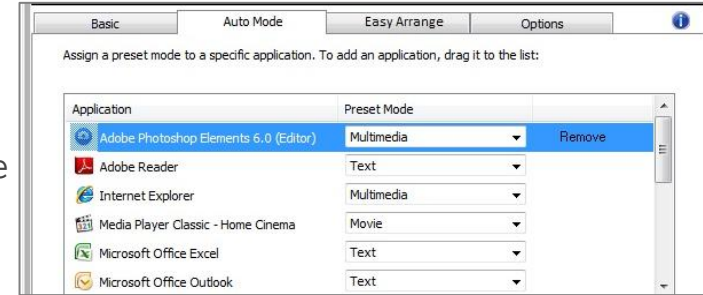 Basic Auto Mode Easy Arrange Options
Assign a preset mode to a specific application. To add an application, drag it to the list:
Application Preset Mode
Adobe Photoshop Elements 6.0 (Editor) Multimedia Remove
e
Adobe Reader Text
Internet Explorer Multimedia
Media Player Classic - Home Cinema Movie
Microsoft Office Excel Text
Microsoft Office Outlook Text